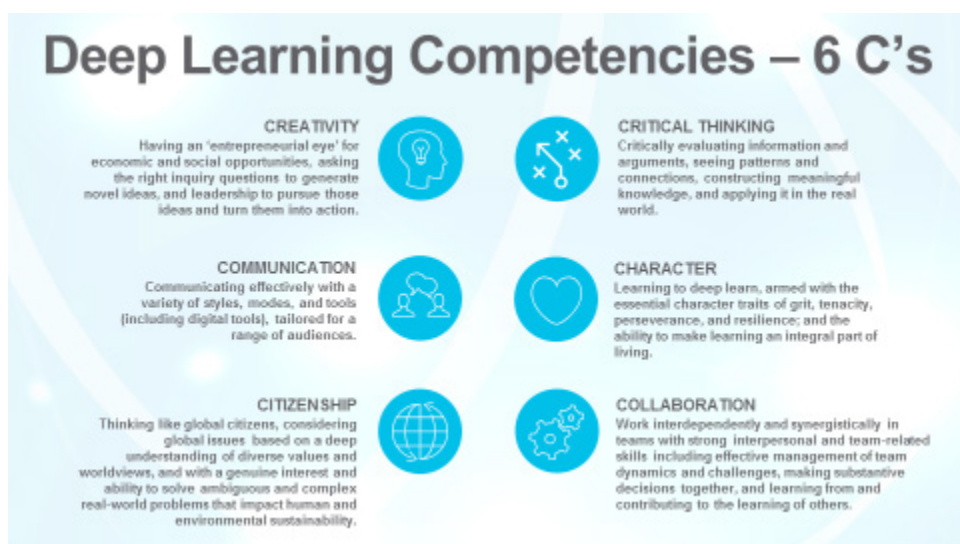 Deep Learning Competencies – 6 C's
CREATIVITY
Having an 'entrepreneurial eye' for
economic and social opportunities, asking
the right inquiry questions to generate
novel ideas, and leadership to pursue those
ideas and turn them into action.
CRITICAL THINKING
Critically evaluating information and
arguments, seeing patterns and
connections, constructing meaningful
knowledge, and applying it in the real
world.
COMMUNICATION
Communicating effectively with a
variety of styles, modes, and tools
(including digital tools), tailored for a
range of audiences.
CHARACTER
Learning to deep learn, armed with the
essential character traits of grit, tenacity,
perseverance, and resilience; and the
ability to make learning an integral part of
living.
CITIZENSHIP
Thinking like global citizens, considering
global issues based on a deep
understanding of diverse values and
worldviews, and with a genuine interest and
ability to solve ambiguous and complex
real-world problems that impact human and
environmental sustainability.
COLLABORATION
Work interdependently and synergistically in
teams with strong interpersonal and team-related
skills including effective management of team
dynamics and challenges, making substantive
decisions together, and learning from and
contributing to the learning of others.